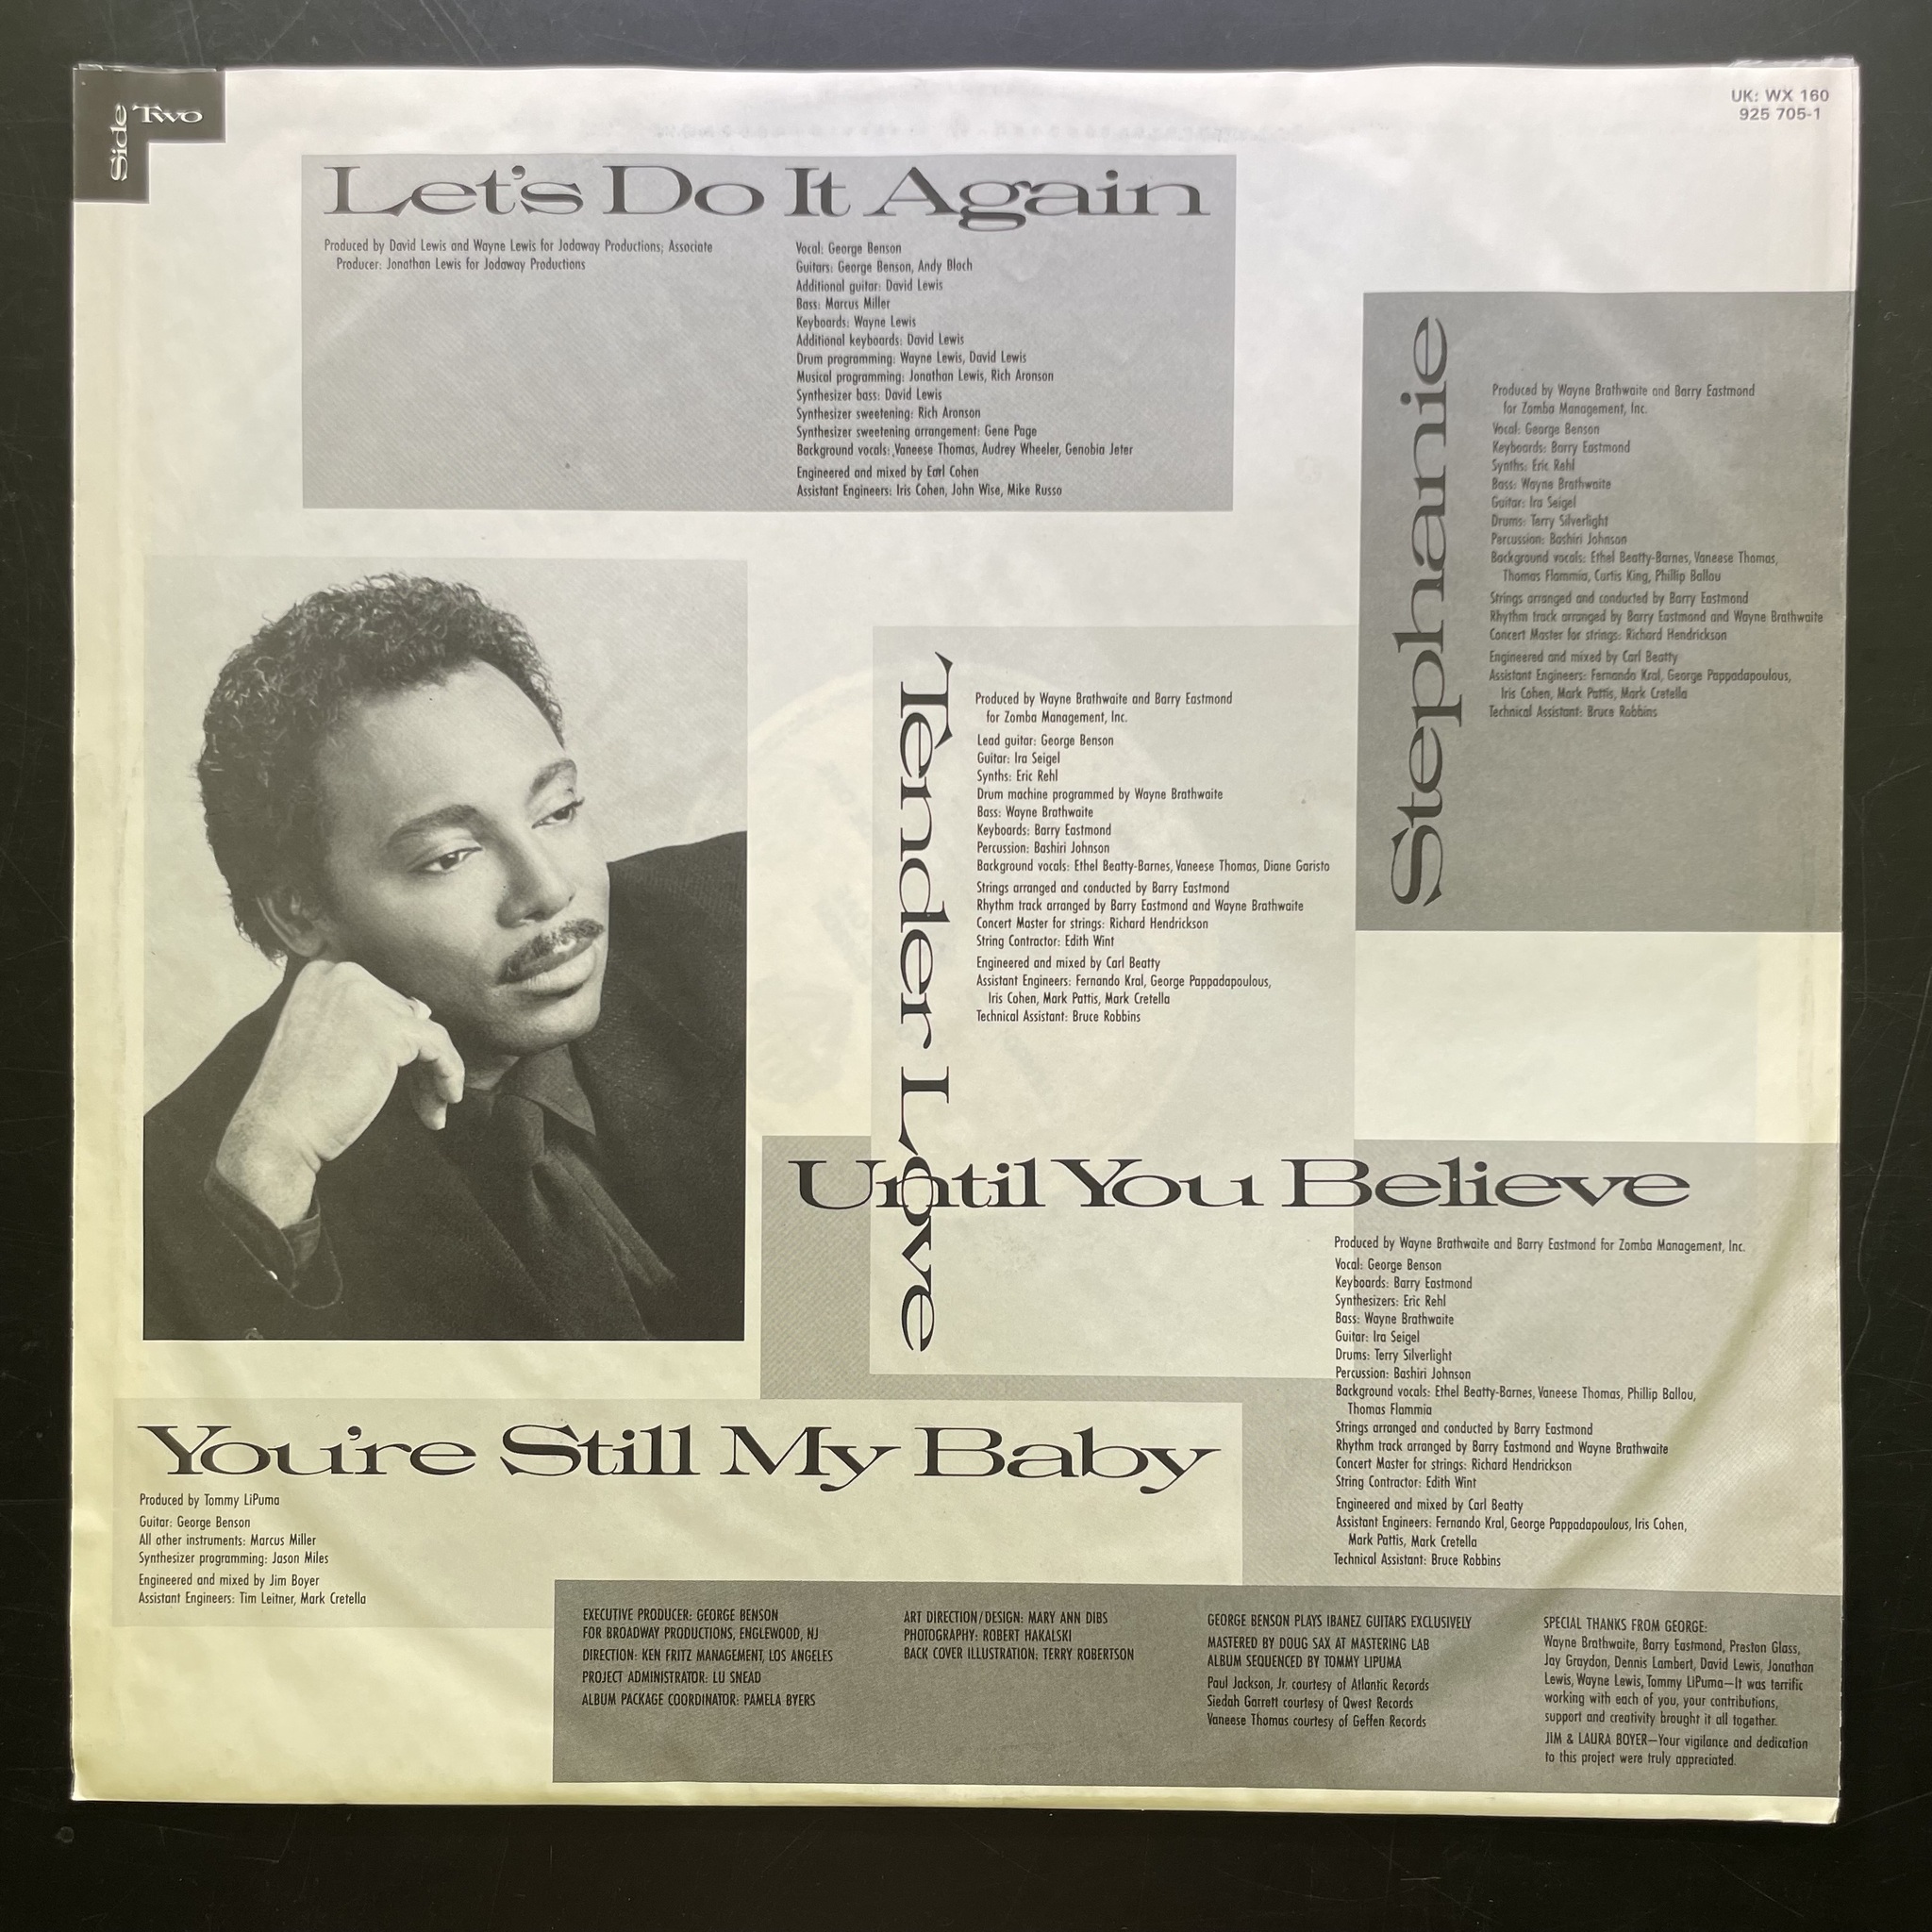 Side Two
UK: WX 160
925 705-1
Let's Do It Again
Produced by David Lewis and Wayne Lewis for Jodaway Productions; Associate
Producer: Jonathan Lewis for Jodaway Productions
Vocal: George Benson
Guitars: George Benson, Andy Bloch
Additional guitar: David Lewis
Bass: Marcus Miller
Keyboards: Wayne Lewis
Additional keyboards: David Lewis
Drum programming: Wayne Lewis, David Lewis
Musical programming: Jonathan Lewis, Rich Aronson
Synthesizer bass: David Lewis
Synthesizer sweetening: Rich Aronson
Synthesizer sweetening arrangement: Gene Page
Background vocals: Vaneese Thomas, Audrey Wheeler, Genobia Jeter
Engineered and mixed by Earl Cohen
Assistant Engineers: Iris Cohen, John Wise, Mike Russo
Stephanie
Produced by Wayne Brathwaite and Barry Eastmond
for Zomba Management, Inc.
Vocal: George Benson
Keyboards: Barry Eastmond
Synths: Eric Rehl
Bass: Wayne Brathwaite
Guitar: Ira Seigel
Drums: Terry Silverlight
Percussion: Bashiri Johnson
Background vocals: Ethel Beatty-Barnes, Vaneese Thomas,
Thomas Flammia, Curtis King, Phillip Ballou
Strings arranged and conducted by Barry Eastmond
Rhythm track arranged by Barry Eastmond and Wayne Brathwaite
Concert Master for strings: Richard Hendrickson
Engineered and mixed by Carl Beatty
Assistant Engineers: Fernando Kral, George Pappadapoulous,
Iris Cohen, Mark Pattis, Mark Cretella
Technical Assistant: Bruce Robbins
Tender Love
Produced by Wayne Brathwaite and Barry Eastmond
for Zomba Management, Inc.
Lead guitar: George Benson
Guitar: Ira Seigel
Synths: Eric Rehl
Drum machine programmed by Wayne Brathwaite
Bass: Wayne Brathwaite
Keyboards: Barry Eastmond
Percussion: Bashiri Johnson
Background vocals: Ethel Beatty-Barnes, Vaneese Thomas, Diane Garisto
Strings arranged and conducted by Barry Eastmond
Rhythm track arranged by Barry Eastmond and Wayne Brathwaite
Concert Master for strings: Richard Hendrickson
String Contractor: Edith Wint
Engineered and mixed by Carl Beatty
Assistant Engineers: Fernando Kral, George Pappadapoulous,
Iris Cohen, Mark Pattis, Mark Cretella
Technical Assistant: Bruce Robbins
Until You Believe
Produced by Wayne Brathwaite and Barry Eastmond for Zomba Management, Inc.
Vocal: George Benson
Keyboards: Barry Eastmond
Synthesizers: Eric Rehl
Bass: Wayne Brathwaite
Guitar: Ira Seigel
Drums: Terry Silverlight
Percussion: Bashiri Johnson
Background vocals: Ethel Beatty-Barnes, Vaneese Thomas, Phillip Ballou,
Thomas Flammia
Strings arranged and conducted by Barry Eastmond
Rhythm track arranged by Barry Eastmond and Wayne Brathwaite
Concert Master for strings: Richard Hendrickson
String Contractor: Edith Wint
Engineered and mixed by Carl Beatty
Assistant Engineers: Fernando Kral, George Pappadapoulous, Iris Cohen,
Mark Pattis, Mark Cretella
Technical Assistant: Bruce Robbins
You're Still My Baby
Produced by Tommy LiPuma
Guitar: George Benson
All other instruments: Marcus Miller
Synthesizer programming: Jason Miles
Engineered and mixed by Jim Boyer
Assistant Engineers: Tim Leitner, Mark Cretella
EXECUTIVE PRODUCER: GEORGE BENSON
FOR BROADWAY PRODUCTIONS, ENGLEWOOD, NJ
DIRECTION: KEN FRITZ MANAGEMENT, LOS ANGELES
PROJECT ADMINISTRATOR: LU SNEAD
ALBUM PACKAGE COORDINATOR: PAMELA BYERS
ART DIRECTION/DESIGN: MARY ANN DIBS
PHOTOGRAPHY: ROBERT HAKALSKI
BACK COVER ILLUSTRATION: TERRY ROBERTSON
GEORGE BENSON PLAYS IBANEZ GUITARS EXCLUSIVELY
MASTERED BY DOUG SAX AT MASTERING LAB
ALBUM SEQUENCED BY TOMMY LIPUMA
Paul Jackson, Jr. courtesy of Atlantic Records
Siedah Garrett courtesy of Qwest Records
Vaneese Thomas courtesy of Geffen Records
SPECIAL THANKS FROM GEORGE:
Wayne Brathwaite, Barry Eastmond, Preston Glass,
Jay Graydon, Dennis Lambert, David Lewis, Jonathan
Lewis, Wayne Lewis, Tommy LiPuma—It was terrific
working with each of you, your contributions,
support and creativity brought it all together.
JIM & LAURA BOYER—Your vigilance and dedication
to this project were truly appreciated.